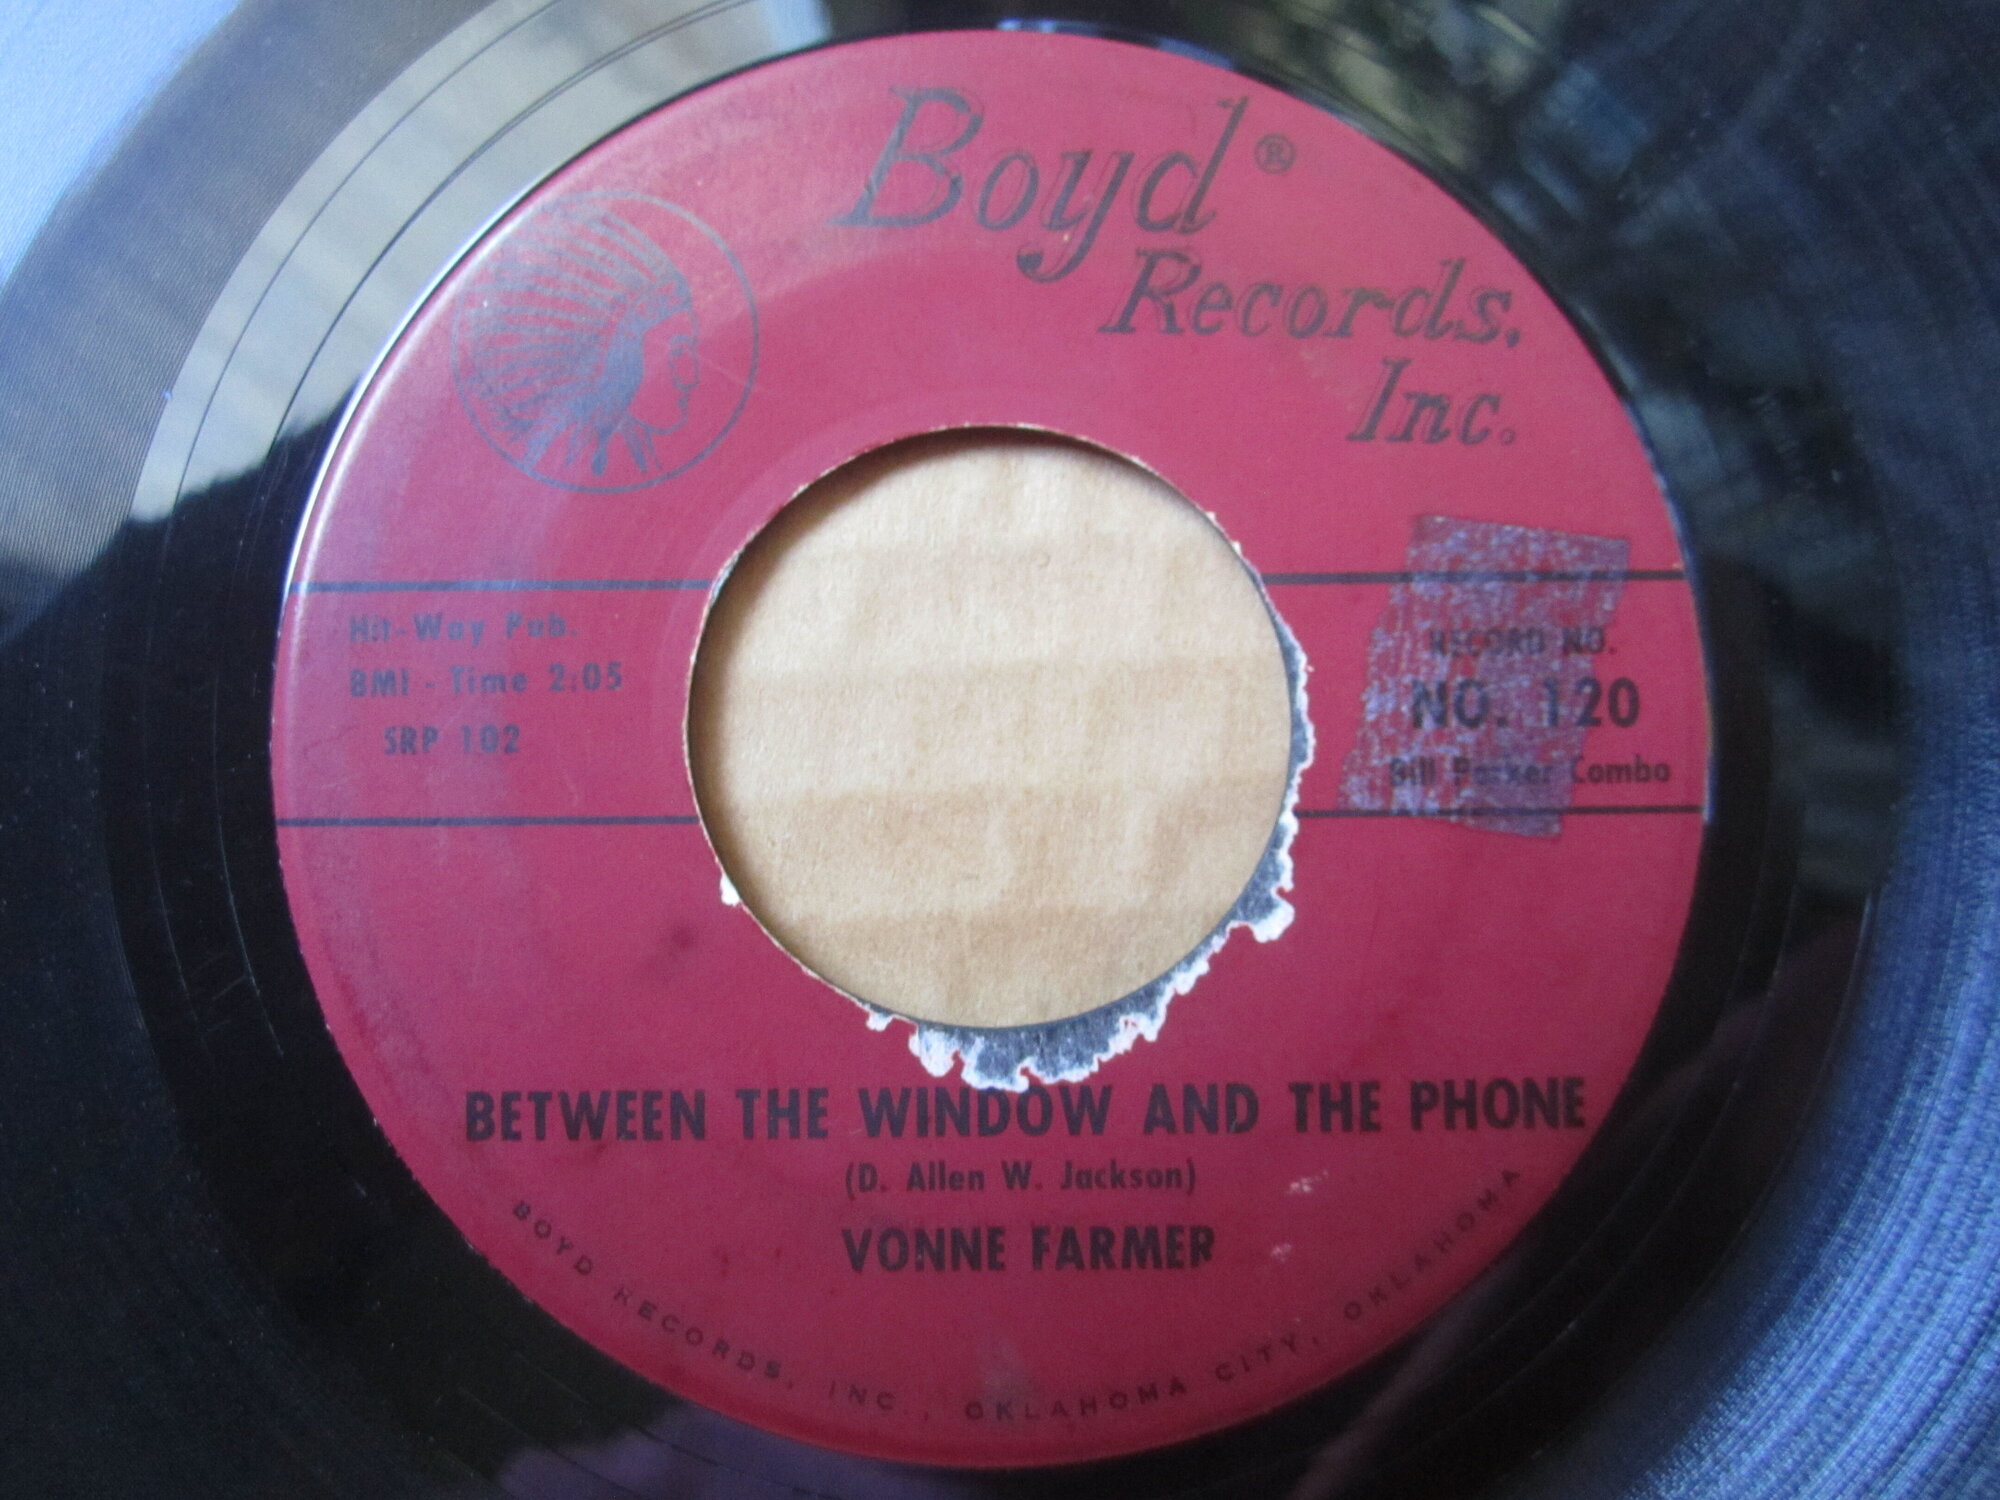 Boyd®
Records,
Inc.
Hit-Way Pub.
BMI - Time 2:05
SRP 102
RECORD NO.
NO. 120
Bill Parker Combo
BETWEEN THE WINDOW AND THE PHONE
(D. Allen W. Jackson)
VONNE FARMER
BOYD RECORDS, INC., OKLAHOMA CITY, OKLAHOMA